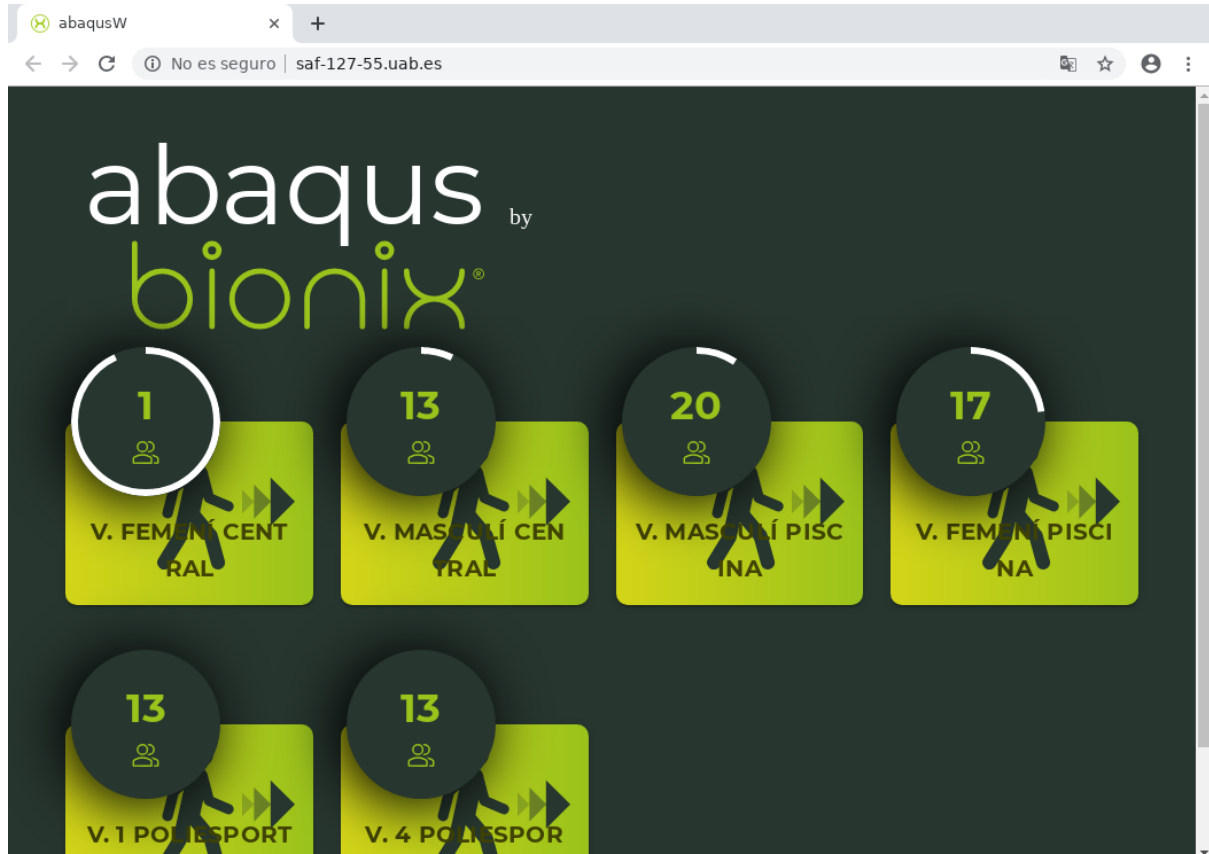 abaqusW
No es seguro | saf-127-55.uab.es
abaqus by
bionix®
1
13
20
17
V. FEMENÍ CENT
RAL
V. MASCULÍ CEN
TRAL
V. MASCULÍ PISC
INA
V. FEMENÍ PISCI
NA
13
13
V. 1 POLIESPORT
V. 4 POLIESPOR